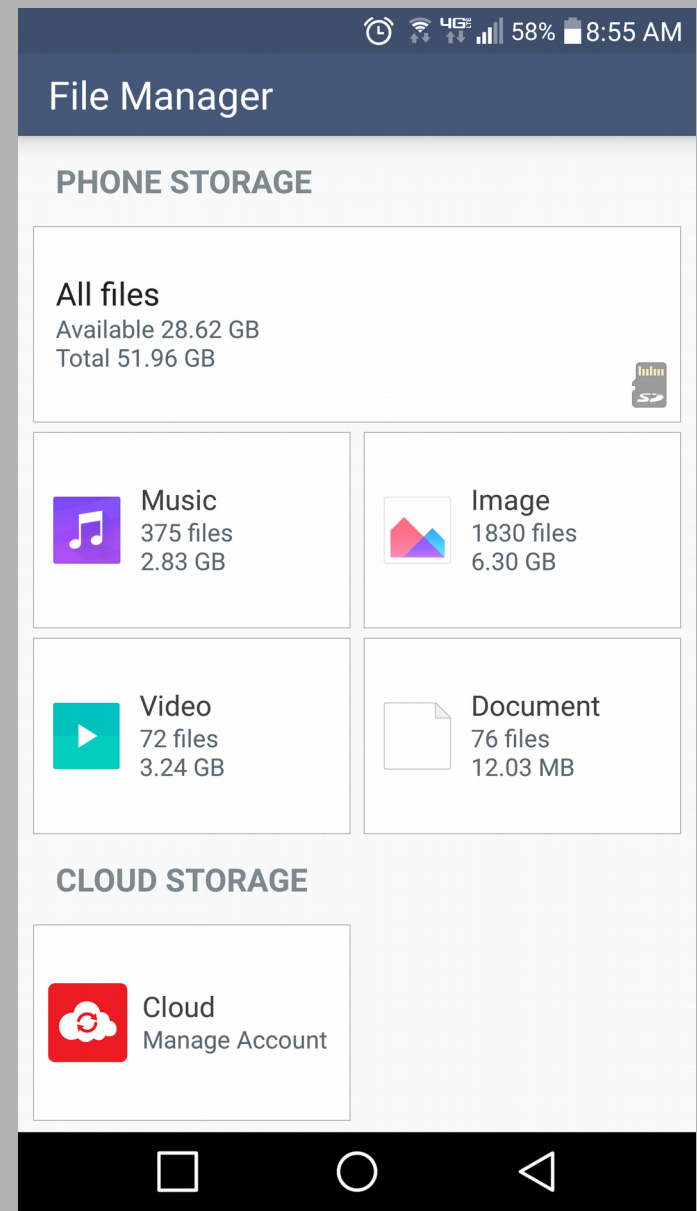 4G LTE 58% 8:55 AM
File Manager
PHONE STORAGE
All files
Available 28.62 GB
Total 51.96 GB
SD
Music
375 files
2.83 GB
Image
1830 files
6.30 GB
Video
72 files
3.24 GB
Document
76 files
12.03 MB
CLOUD STORAGE
Cloud
Manage Account